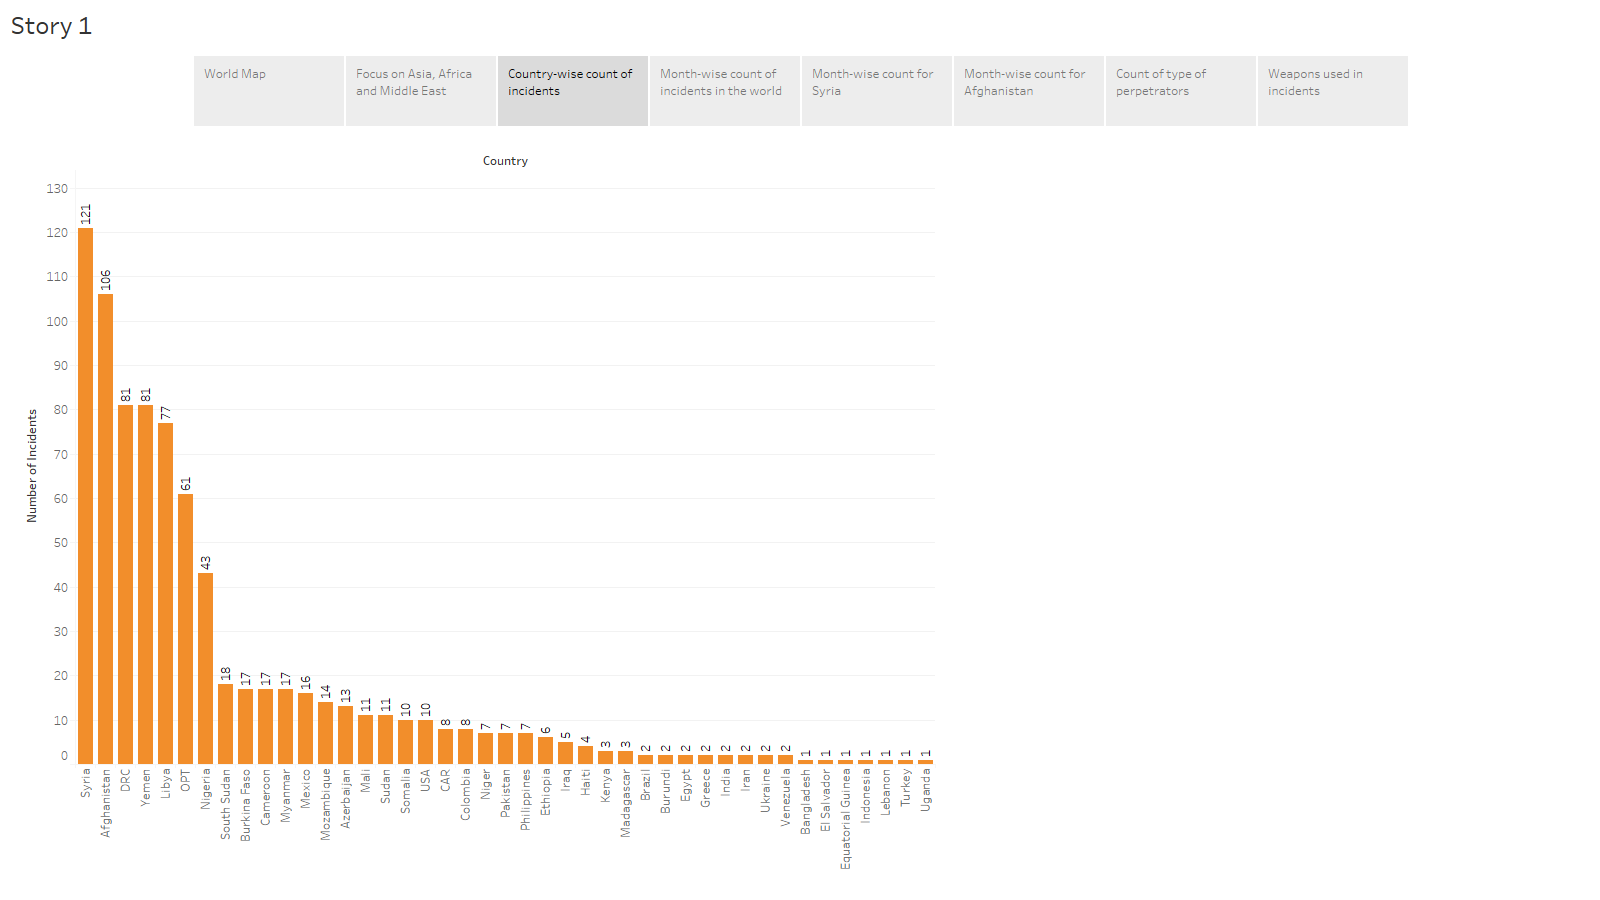 Story 1
World Map
Focus on Asia, Africa
and Middle East
Country-wise count of
incidents
Month-wise count of
incidents in the world
Month-wise count for
Syria
Month-wise count for
Afghanistan
Count of type of
perpetrators
Weapons used in
incidents
Country
Number of Incidents
130
120
110
100
90
80
70
60
50
40
30
20
10
0
121
106
81
81
77
61
43
18
17
17
17
16
14
13
11
11
10
10
8
8
7
7
7
6
5
4
3
3
2
2
2
2
2
2
2
2
1
1
1
1
1
1
1
Syria
Afghanistan
DRC
Yemen
Libya
OPT
Nigeria
South Sudan
Burkina Faso
Cameroon
Myanmar
Mexico
Mozambique
Azerbaijan
Mali
Sudan
Somalia
USA
CAR
Colombia
Niger
Pakistan
Philippines
Ethiopia
Iraq
Haiti
Kenya
Madagascar
Brazil
Burundi
Egypt
Greece
India
Iran
Ukraine
Venezuela
Bangladesh
El Salvador
Equatorial Guinea
Indonesia
Lebanon
Turkey
Uganda